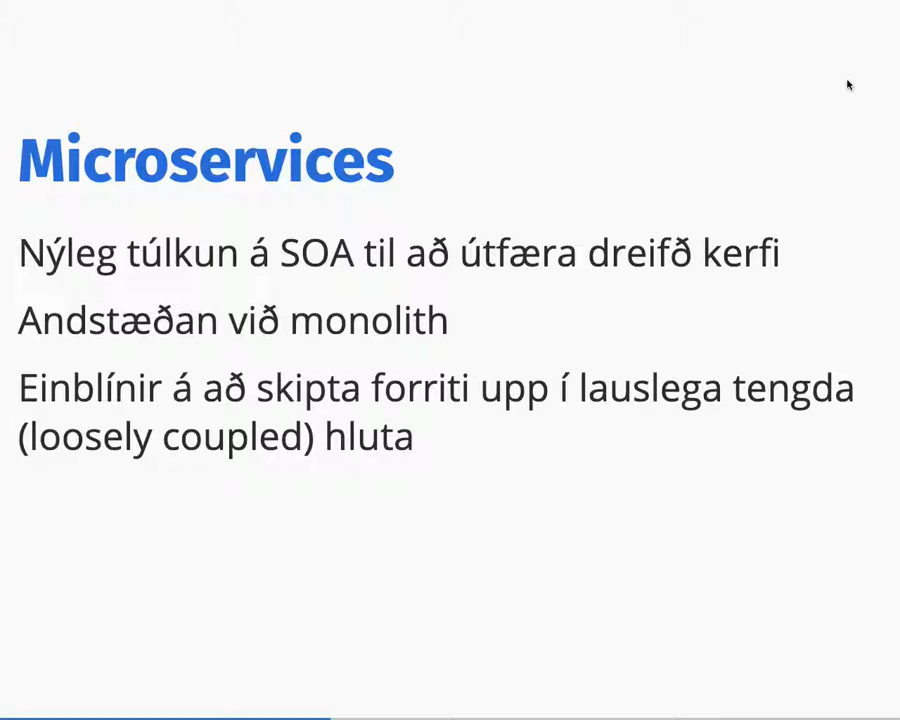 Microservices
Nýleg túlkun á SOA til að útfæra dreifð kerfi
Andstæðan við monolith
Einblínir á að skipta forriti upp í lauslega tengda
(loosely coupled) hluta